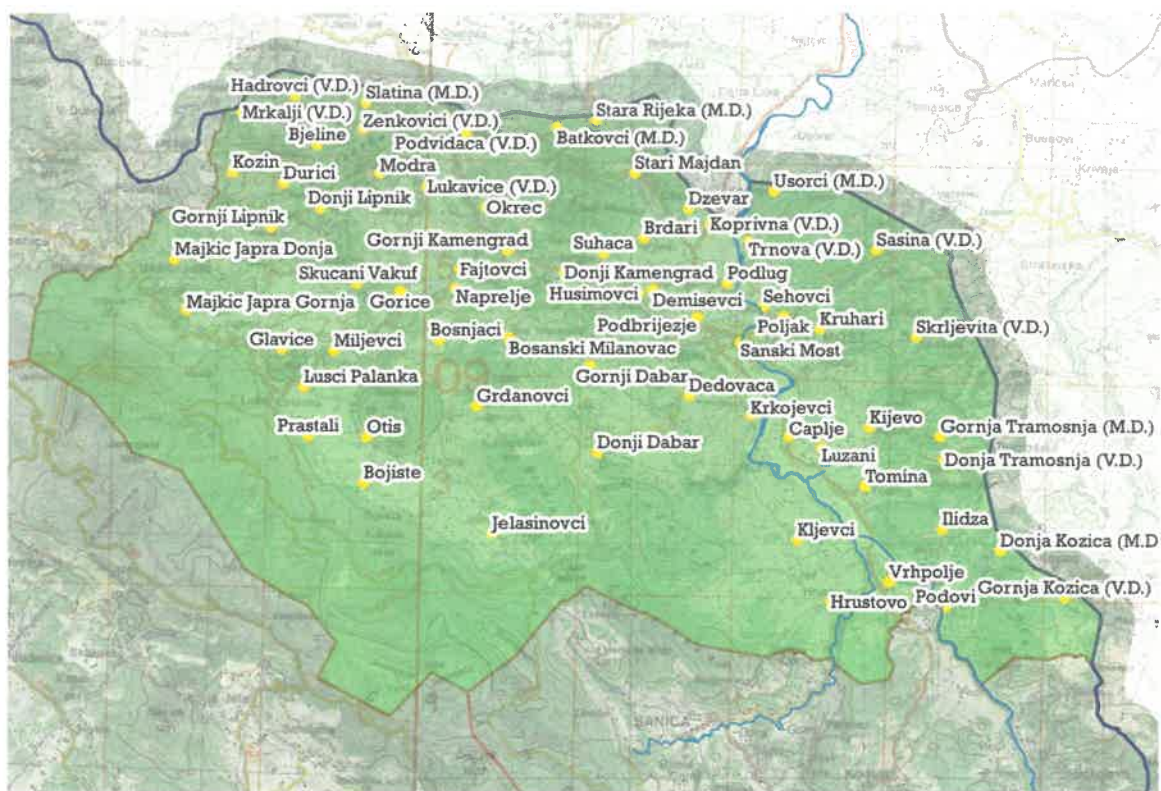 Hadrovci (V.D.)
Slatina (M.D.)
Mrkalji (V.D.)
Zenkovici (V.D.)
Stara Rijeka (M.D.)
Bjeline
Podvidaca (V.D.)
Batkovci (M.D.)
Kozin
Durici
Modra
Stari Majdan
Donji Lipnik
Lukavice (V.D.)
Usorci (M.D.)
Okrec
Dzevar
Gornji Lipnik
Brdari
Koprivna (V.D.)
Majkic Japra Donja
Gornji Kamengrad
Suhaca
Trnova (V.D.)
Sasina (V.D.)
Skucani Vakuf
Fajtovci
Donji Kamengrad
Podlug
Majkic Japra Gornja
Gorice
Naprelje
Husimovci
Demisevci
Sehovci
Glavice
Miljevci
Bosnjaci
Podbrijezje
Poljak
Kruhari
Skrljevita (V.D.)
Bosanski Milanovac
Sanski Most
09
Lusci Palanka
Gornji Dabar
Dedovaca
Grdanovci
Krkojevci
Prastali
Otis
Donji Dabar
Caplje
Kijevo
Gornja Tramosnja (M.D.)
Luzani
Donja Tramosnja (V.D.)
Bojiste
Tomina
Jelasinovci
Kljevci
Ilidza
Donja Kozica (M.D
Vrhpolje
Gornja Kozica (V.D.)
Hrustovo
Podovi
SANICA